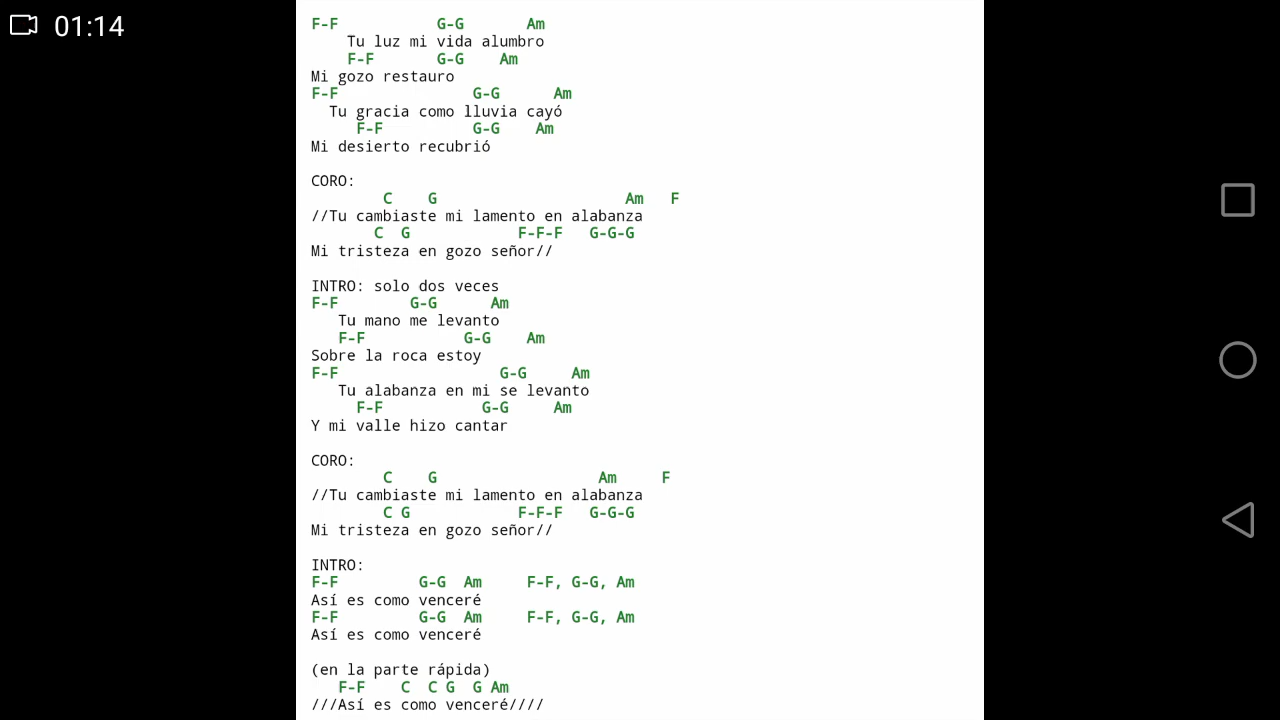 01:14
F-F           G-G       Am
    Tu luz mi vida alumbro
    F-F       G-G    Am
Mi gozo restauro
F-F               G-G      Am
  Tu gracia como lluvia cayó
     F-F          G-G    Am
Mi desierto recubrió
CORO:
        C    G                     Am   F
//Tu cambiaste mi lamento en alabanza
       C  G            F-F-F   G-G-G
Mi tristeza en gozo señor//
INTRO: solo dos veces
F-F        G-G      Am
   Tu mano me levanto
   F-F           G-G    Am
Sobre la roca estoy
F-F                  G-G     Am
   Tu alabanza en mi se levanto
     F-F           G-G     Am
Y mi valle hizo cantar
CORO:
        C    G                  Am     F
//Tu cambiaste mi lamento en alabanza
        C G            F-F-F   G-G-G
Mi tristeza en gozo señor//
INTRO:
F-F         G-G  Am     F-F, G-G, Am
Así es como venceré
F-F         G-G  Am     F-F, G-G, Am
Así es como venceré
(en la parte rápida)
   F-F    C  C G  G Am
///Así es como venceré////